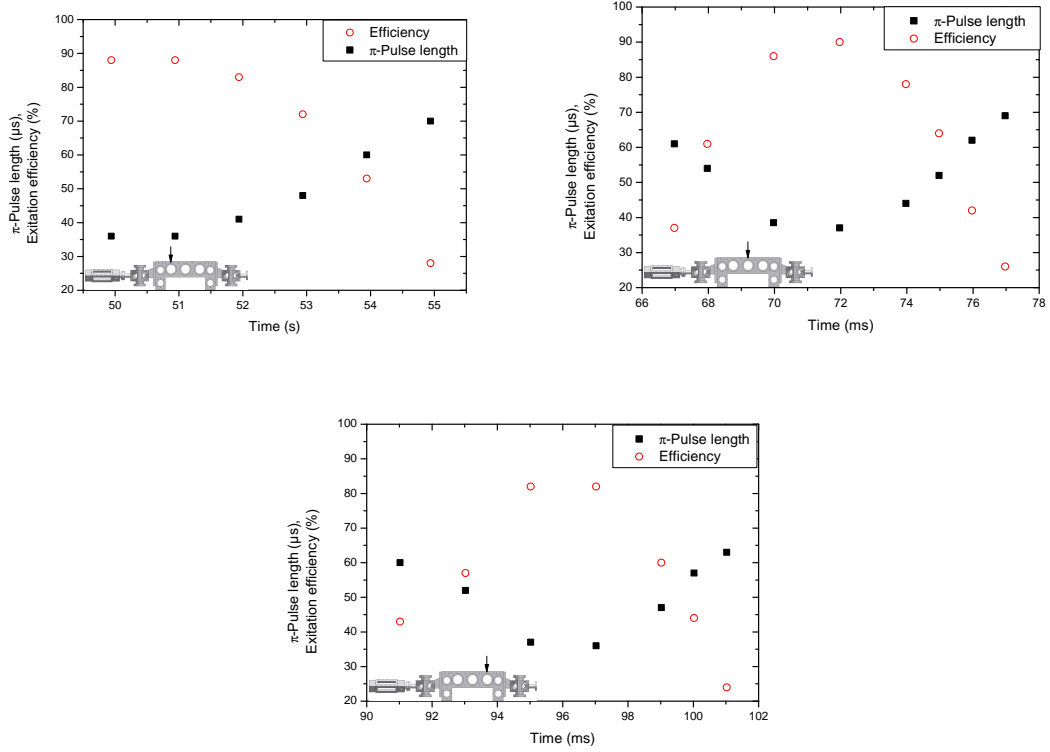 100
90
80
70
60
50
40
30
20
π-Pulse length (µs),
Exitation efficiency (%)
Efficiency
π-Pulse length
50 51 52 53 54 55
Time (s)
100
90
80
70
60
50
40
30
20
π-Pulse length (µs),
Exitation efficiency (%)
π-Pulse length
Efficiency
66 68 70 72 74 76 78
Time (ms)
100
90
80
70
60
50
40
30
20
π-Pulse length (µs),
Exitation efficiency (%)
π-Pulse length
Efficiency
90 92 94 96 98 100 102
Time (ms)